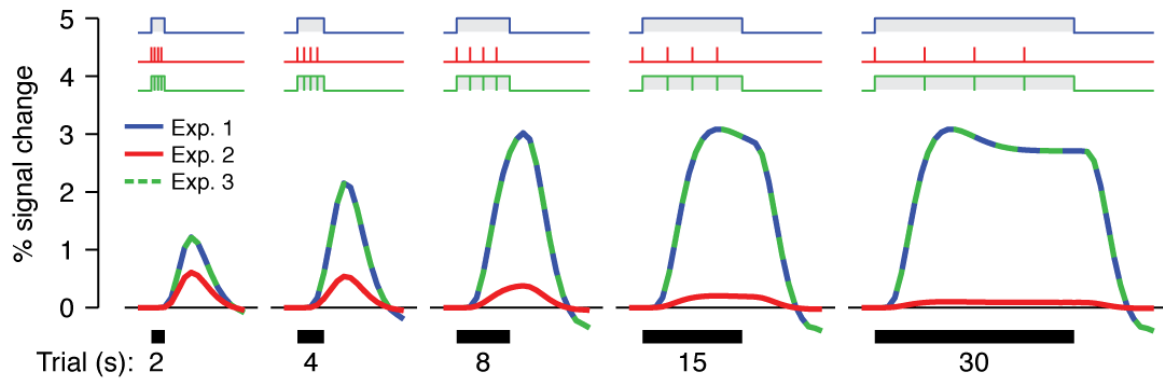 % signal change
5
4
3
2
1
0
Exp. 1
Exp. 2
Exp. 3
Trial (s): 2 4 8 15 30